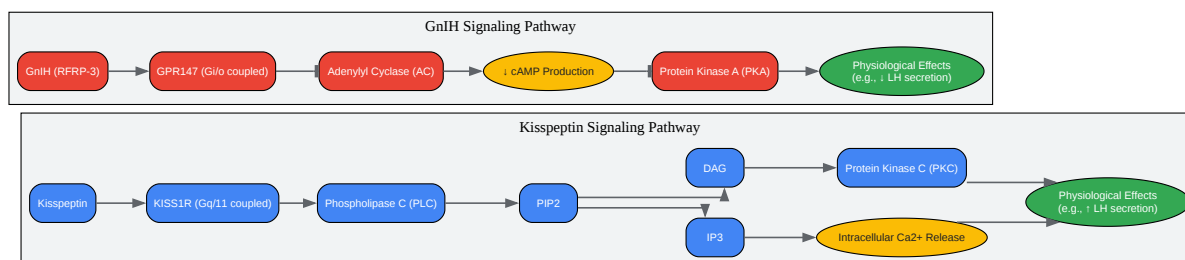 GnIH Signaling Pathway
GnIH (RFRP-3)
GPR147 (Gi/o coupled)
Adenylyl Cyclase (AC)
↓ cAMP Production
Protein Kinase A (PKA)
Physiological Effects
(e.g., ↓ LH secretion)
Kisspeptin Signaling Pathway
Kisspeptin
KISS1R (Gq/11 coupled)
Phospholipase C (PLC)
PIP2
DAG
Protein Kinase C (PKC)
IP3
Intracellular Ca2+ Release
Physiological Effects
(e.g., ↑ LH secretion)